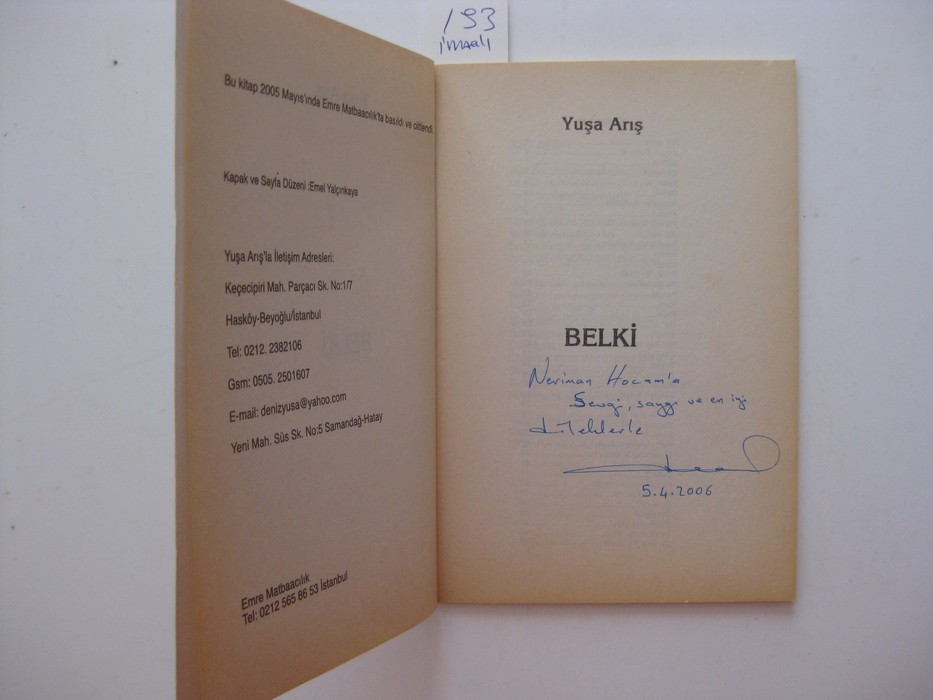 193
imzalı
Bu kitap 2005 Mayıs'ında Emre Matbaacılık'ta basıldı ve ciltlendi.
Kapak ve Sayfa Düzeni :Emel Yalçınkaya
Yuşa Arış'la İletişim Adresleri:
Keçecipiri Mah. Parçacı Sk. No:1/7
Hasköy-Beyoğlu/İstanbul
Tel: 0212. 2382106
Gsm: 0505. 2501607
E-mail: denizyusa@yahoo.com
Yeni Mah. Süs Sk. No:5 Samandağ-Hatay
Emre Matbaacılık
Tel: 0212 565 86 53 İstanbul
Yuşa Arış
BELKİ
Neriman Hocam'a
Sevgi, saygı ve en iyi
dileklerle
5.4.2006